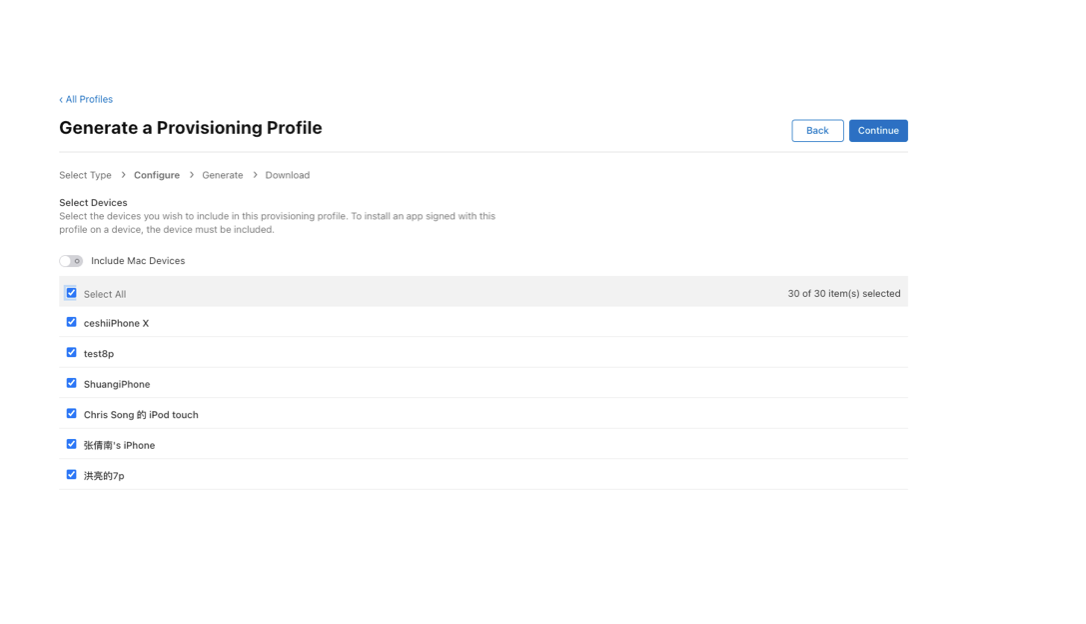 ‹ All Profiles
Generate a Provisioning Profile
Back
Continue
Select Type > Configure > Generate > Download
Select Devices
Select the devices you wish to include in this provisioning profile. To install an app signed with this
profile on a device, the device must be included.
Include Mac Devices
Select All
30 of 30 item(s) selected
ceshiiPhone X
test8p
ShuangiPhone
Chris Song 的 iPod touch
张倩南's iPhone
洪亮的7p